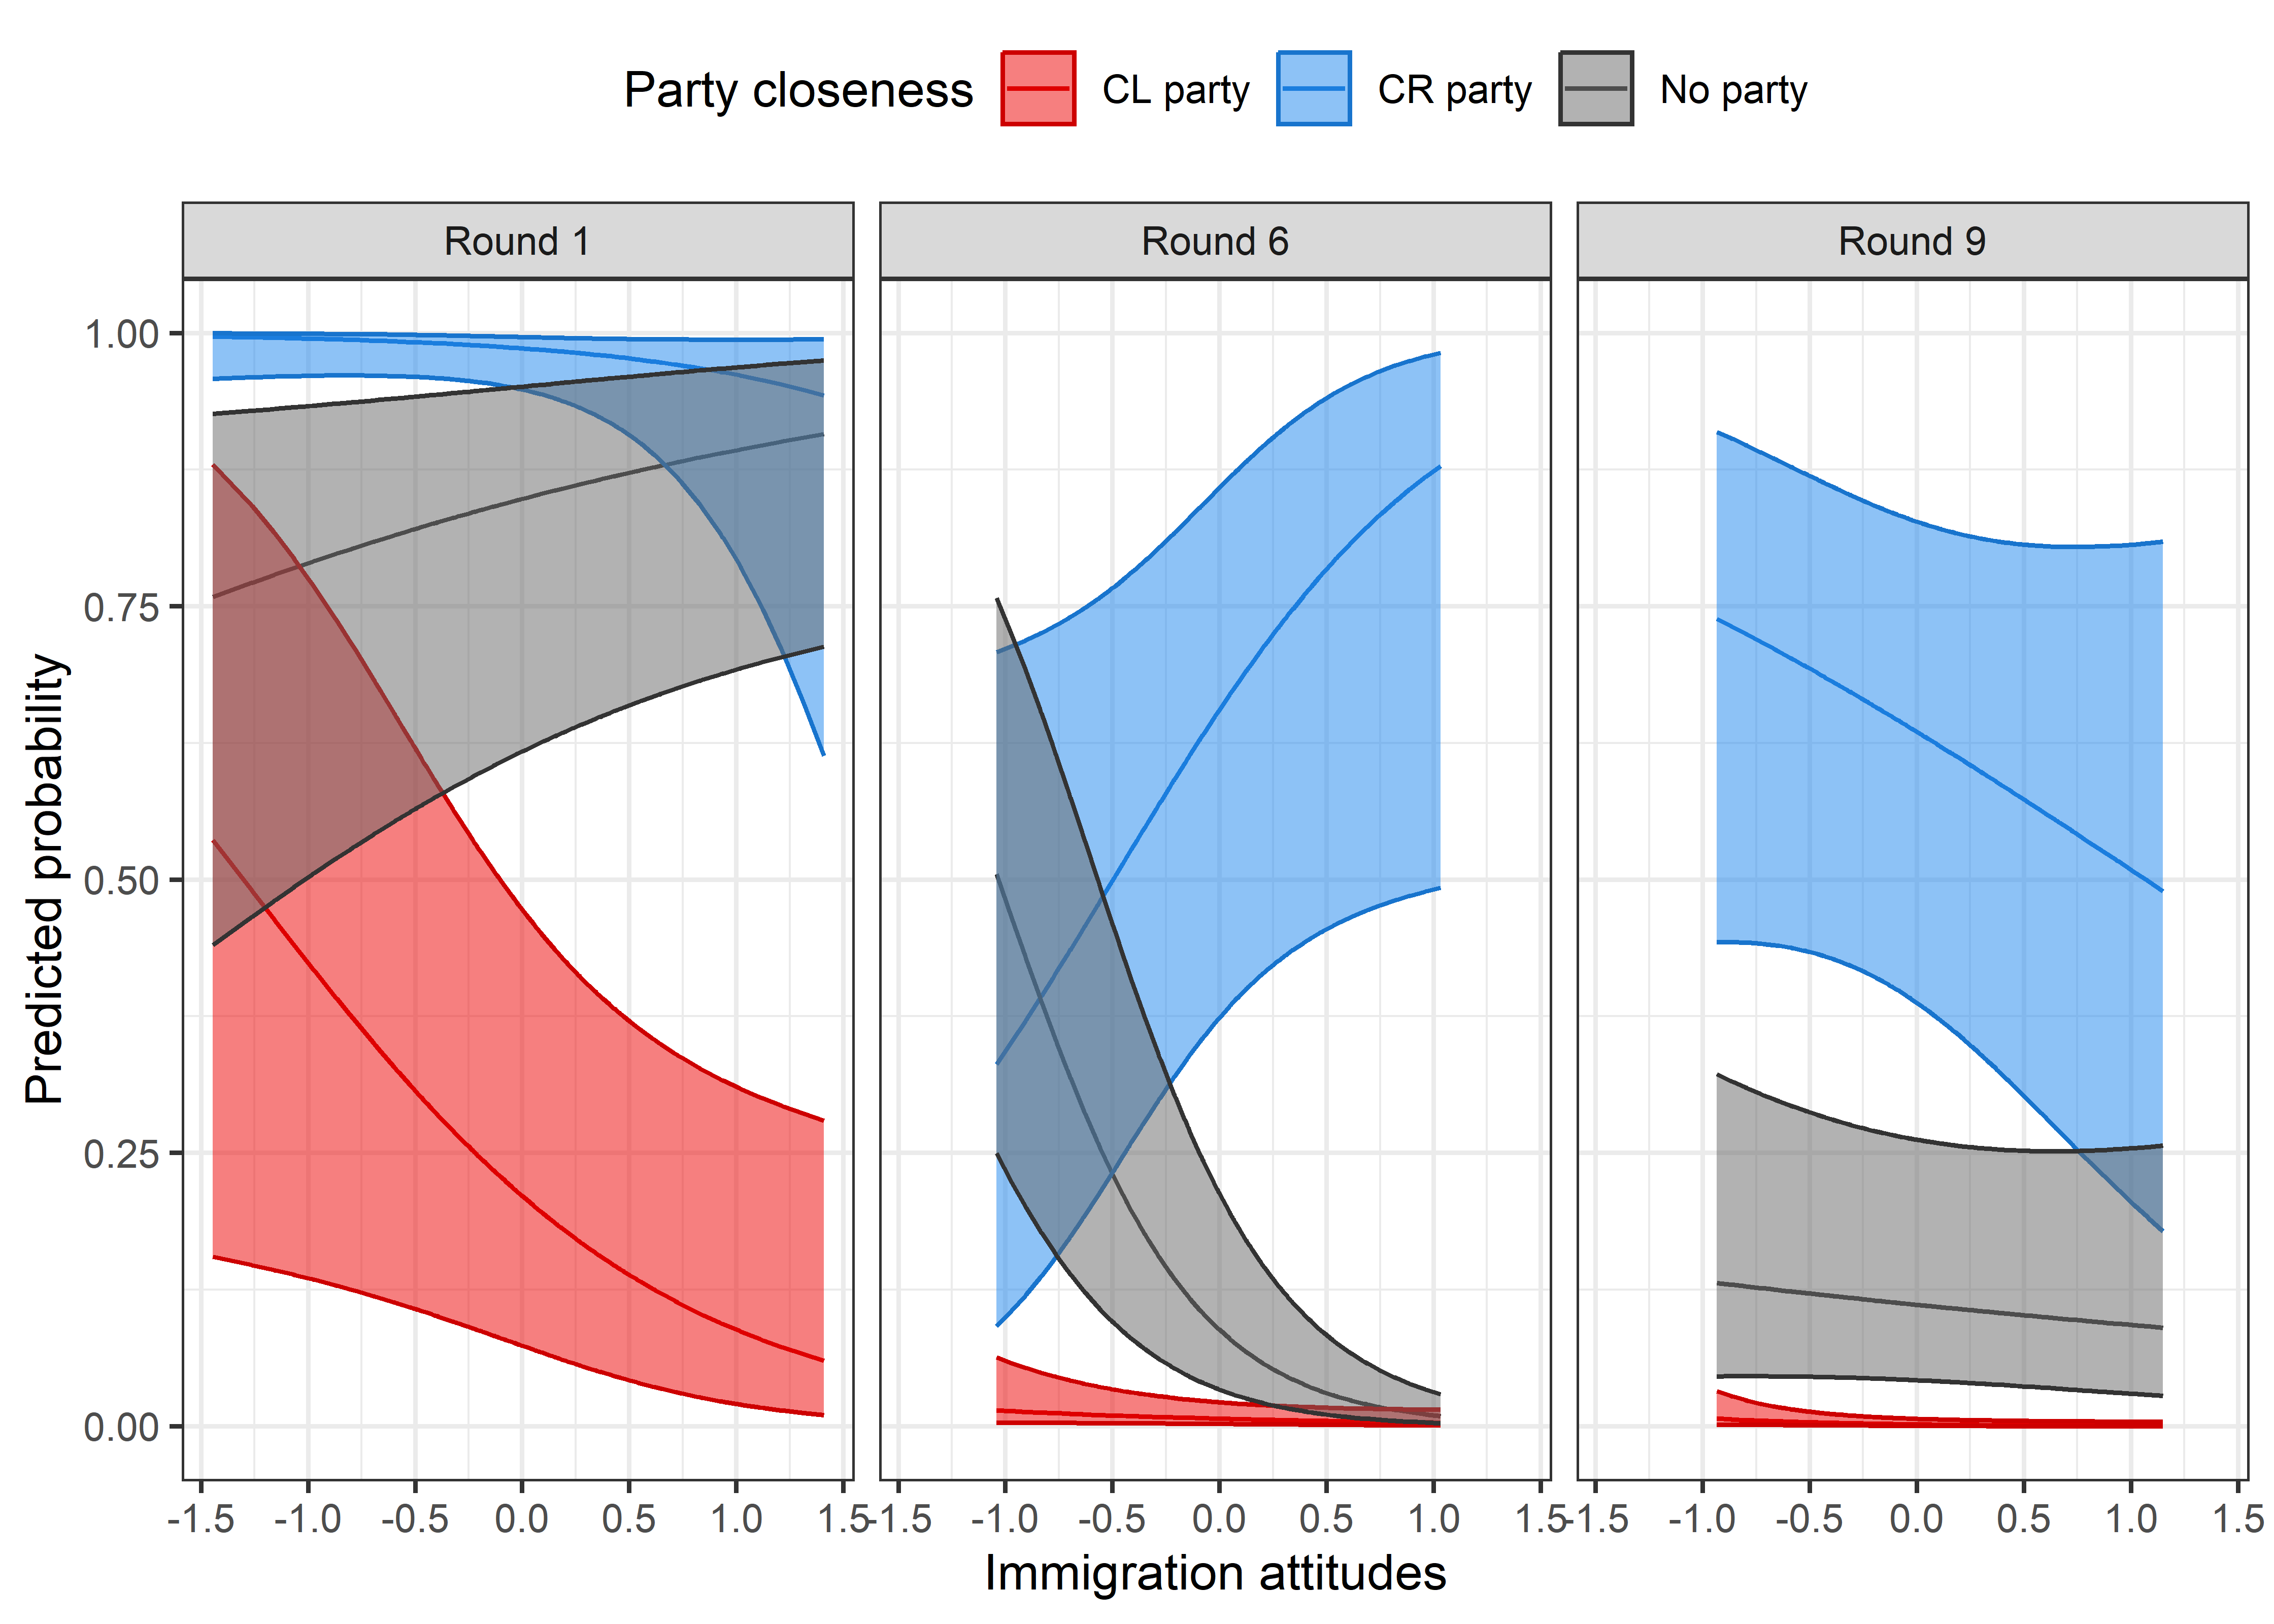 Party closeness CL party CR party No party
Round 1 Round 6 Round 9
1.00
0.75
0.50
0.25
0.00
Predicted probability
-1.5 -1.0 -0.5 0.0 0.5 1.0 1.5 -1.5 -1.0 -0.5 0.0 0.5 1.0 1.5 -1.5 -1.0 -0.5 0.0 0.5 1.0 1.5
Immigration attitudes